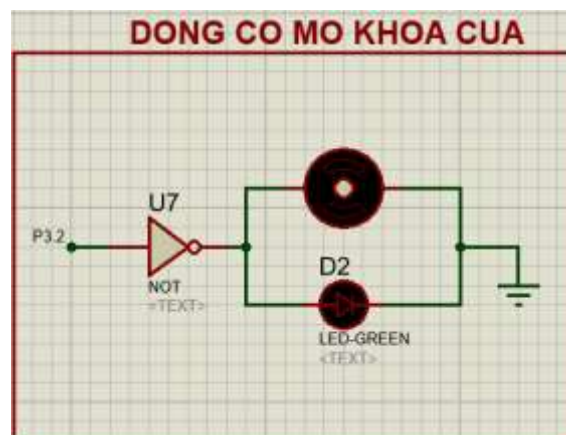 DONG CO MO KHOA CUA
U7
P3.2
NOT
<TEXT>
D2
LED-GREEN
<TEXT>